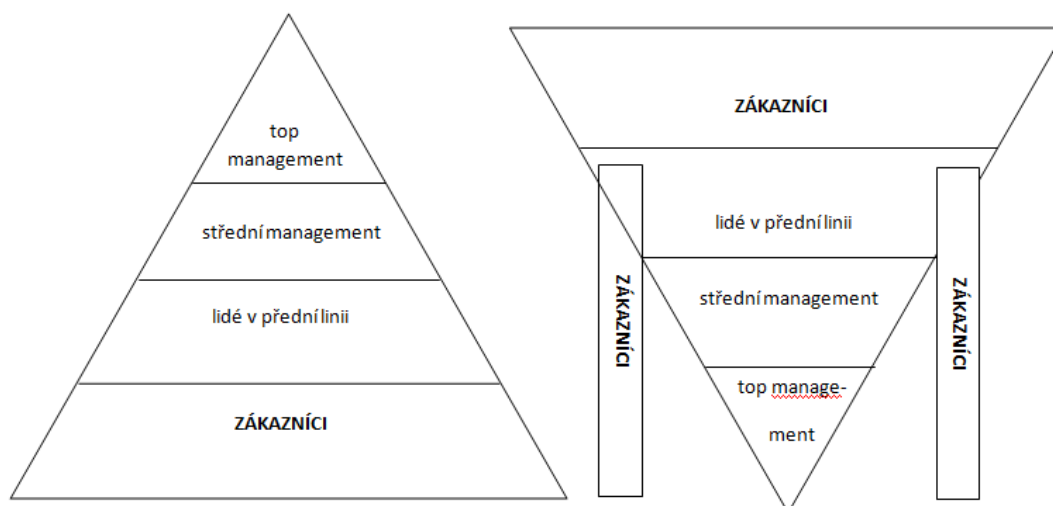 top
management
střední management
lidé v přední linii
ZÁKAZNÍCI
ZÁKAZNÍCI
lidé v přední linii
střední management
top manage-
ment
ZÁKAZNÍCI
ZÁKAZNÍCI